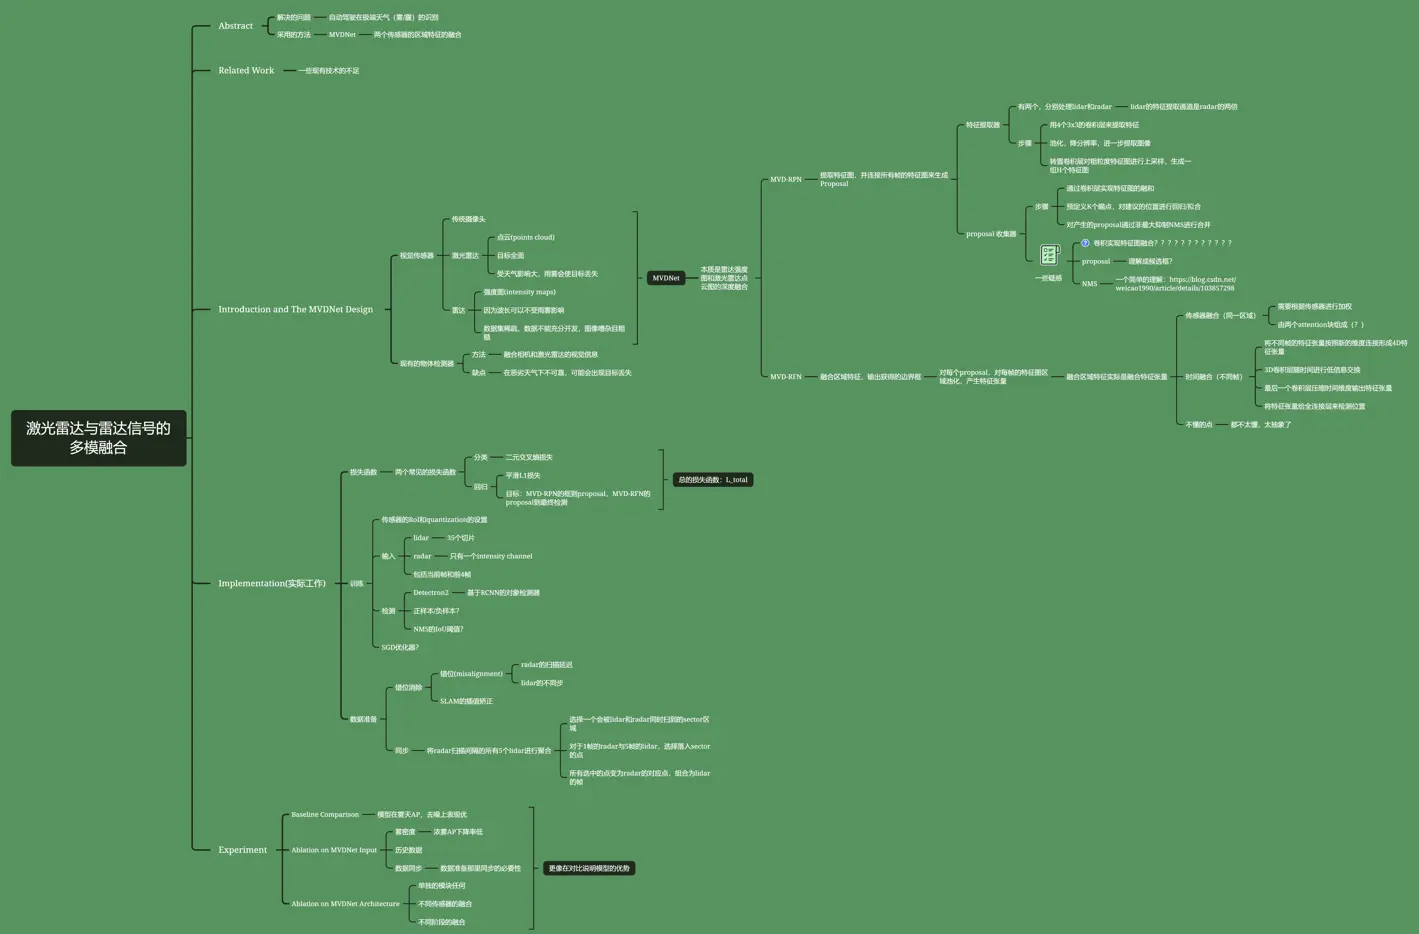 激光雷达与雷达信号的
多模融合
Abstract
解决的问题
自动驾驶在极端天气（雾/霾）的识别
采用的方法
MVDNet
两个传感器的区域特征的融合
Related Work
一些现有技术的不足
Introduction and The MVDNet Design
视觉传感器
传统摄像头
激光雷达
点云(points cloud)
目标全面
受天气影响大，雨雾会使目标丢失
雷达
强度图(intensity maps)
因为波长可以不受雨雾影响
数据集稀疏，数据不能充分开发，图像嘈杂目粗
糙
现有的物体检测器
方法
融合相机和激光雷达的视觉信息
缺点
在恶劣天气下不可靠，可能会出现目标丢失
MVDNet
本质是雷达强度
图和激光雷达点
云图的深度融合
MVD-RPN
提取特征图，并连接所有帧的特征图来生成
Proposal
特征提取器
有两个，分别处理lidar和radar
lidar的特征提取通道是radar的两倍
步骤
用4个3x3的卷积层来提取特征
池化，降分辨率，进一步提取图像
转置卷积层对粗粒度特征图进行上采样，生成一
组H个特征图
proposal 收集器
步骤
通过卷积层实现特征图的融和
预定义K个瞄点，对建议的位置进行回归/拟合
对产生的proposal通过非最大抑制NMS进行合并
一些疑惑
卷积实现特征图融合？？？？？？？？？？？？
proposal
理解成候选框?
NMS
一个简单的理解：https://blog.csdn.net/
weicao1990/article/details/103857298
MVD-RFN
融合区域特征，输出获得的边界框
对每个proposal，对每帧的特征图区
域池化，产生特征张量
融合区域特征实际是融合特征张量
传感器融合（同一区域）
需要根据传感器进行加权
由两个attention块组成（？）
时间融合（不同帧）
将不同帧的特征张量按照新的维度连接形成4D特
征张量
3D卷积层随时间进行低信息交换
最后一个卷积层压缩时间维度输出特征张量
将特征张量给全连接层来检测位置
不懂的点
都不太懂，太抽象了
Implementation(实际工作)
损失函数
两个常见的损失函数
分类
二元交叉熵损失
回归
平滑L1损失
目标：MVD-RPN的框到proposal，MVD-RFN的
proposal到最终检测
总的损失函数：L_total
训练
传感器的RoI和quantization的设置
输入
lidar
35个切片
radar
只有一个intensity channel
包括当前帧和前4帧
检测
Detectron2
基于RCNN的对象检测器
正样本/负样本?
NMS的IoU阈值?
SGD优化器?
数据准备
错位消除
错位(misalignment)
radar的扫描延迟
lidar的不同步
SLAM的插值矫正
同步
将radar扫描间隔的所有5个lidar进行聚合
选择一个会被lidar和radar同时扫到的sector区
域
对于1帧的radar与5帧的lidar，选择落入sector
的点
所有选中的点变为radar的对应点，组合为lidar
的帧
Experiment
Baseline Comparison
模型在雾天AP，去噪上表现优
Ablation on MVDNet Input
雾密度
浓雾AP下降率低
历史数据
数据同步
数据准备那里同步的必要性
Ablation on MVDNet Architecture
单独的模块任何
不同传感器的融合
不同阶段的融合
更像在对比说明模型的优势